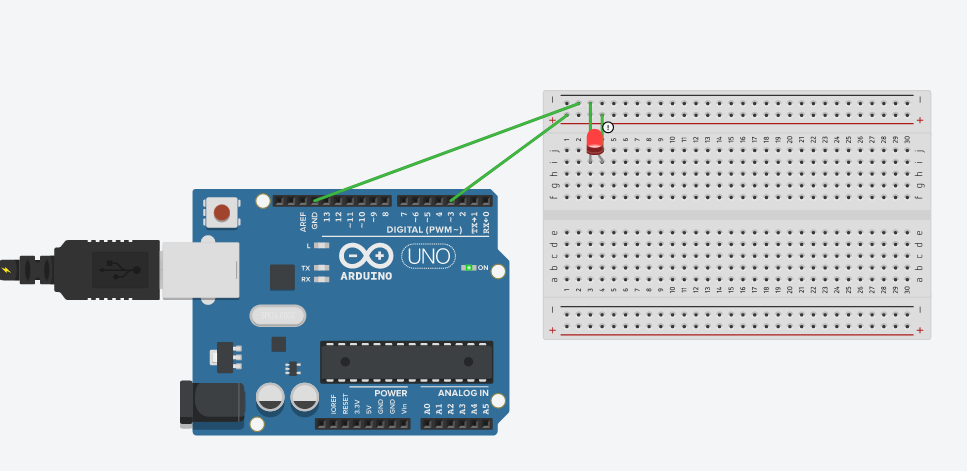 − −
+ +
!
1 2 3 4 5 6 7 8 9 10 11 12 13 14 15 16 17 18 19 20 21 22 23 24 25 26 27 28 29 30
j j
i i
h h
g g
f f
e e
d d
c c
b b
a a
1 2 3 4 5 6 7 8 9 10 11 12 13 14 15 16 17 18 19 20 21 22 23 24 25 26 27 28 29 30
− −
+ +
AREF
GND
13
12
~11
~10
~9
8
7
~6
~5
4
~3
2
TX→1
RX←0
DIGITAL (PWM~)
L
TX
RX
UNO
ON
ARDUINO
POWER
ANALOG IN
IOREF
RESET
3.3V
5V
GND
GND
Vin
A0
A1
A2
A3
A4
A5